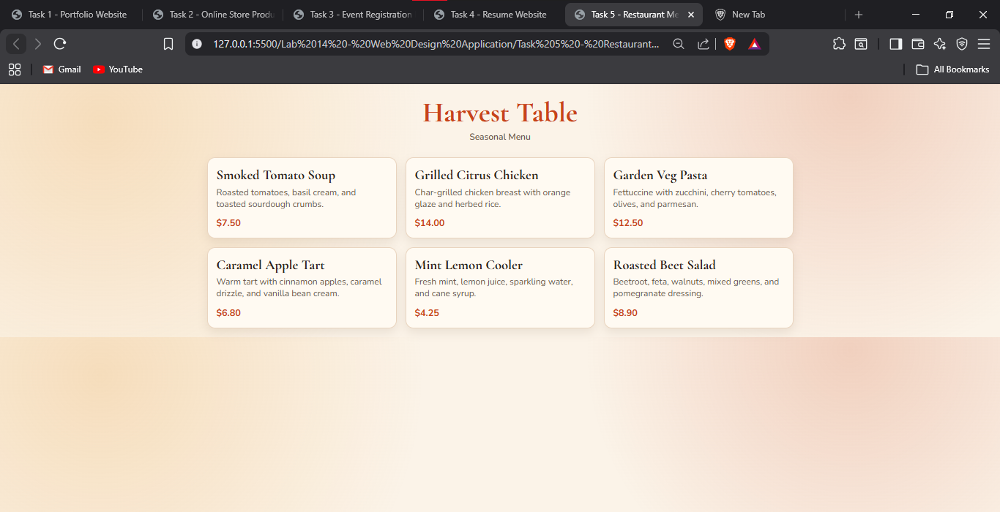 Task 1 - Portfolio Website
Task 2 - Online Store Produ
Task 3 - Event Registration
Task 4 - Resume Website
Task 5 - Restaurant Me
New Tab
127.0.0.1:5500/Lab%2014%20-%20Web%20Design%20Application/Task%205%20-%20Restaurant...
Gmail
YouTube
All Bookmarks
Harvest Table
Seasonal Menu
Smoked Tomato Soup
Roasted tomatoes, basil cream, and
toasted sourdough crumbs.
$7.50
Grilled Citrus Chicken
Char-grilled chicken breast with orange
glaze and herbed rice.
$14.00
Garden Veg Pasta
Fettuccine with zucchini, cherry tomatoes,
olives, and parmesan.
$12.50
Caramel Apple Tart
Warm tart with cinnamon apples, caramel
drizzle, and vanilla bean cream.
$6.80
Mint Lemon Cooler
Fresh mint, lemon juice, sparkling water,
and cane syrup.
$4.25
Roasted Beet Salad
Beetroot, feta, walnuts, mixed greens, and
pomegranate dressing.
$8.90